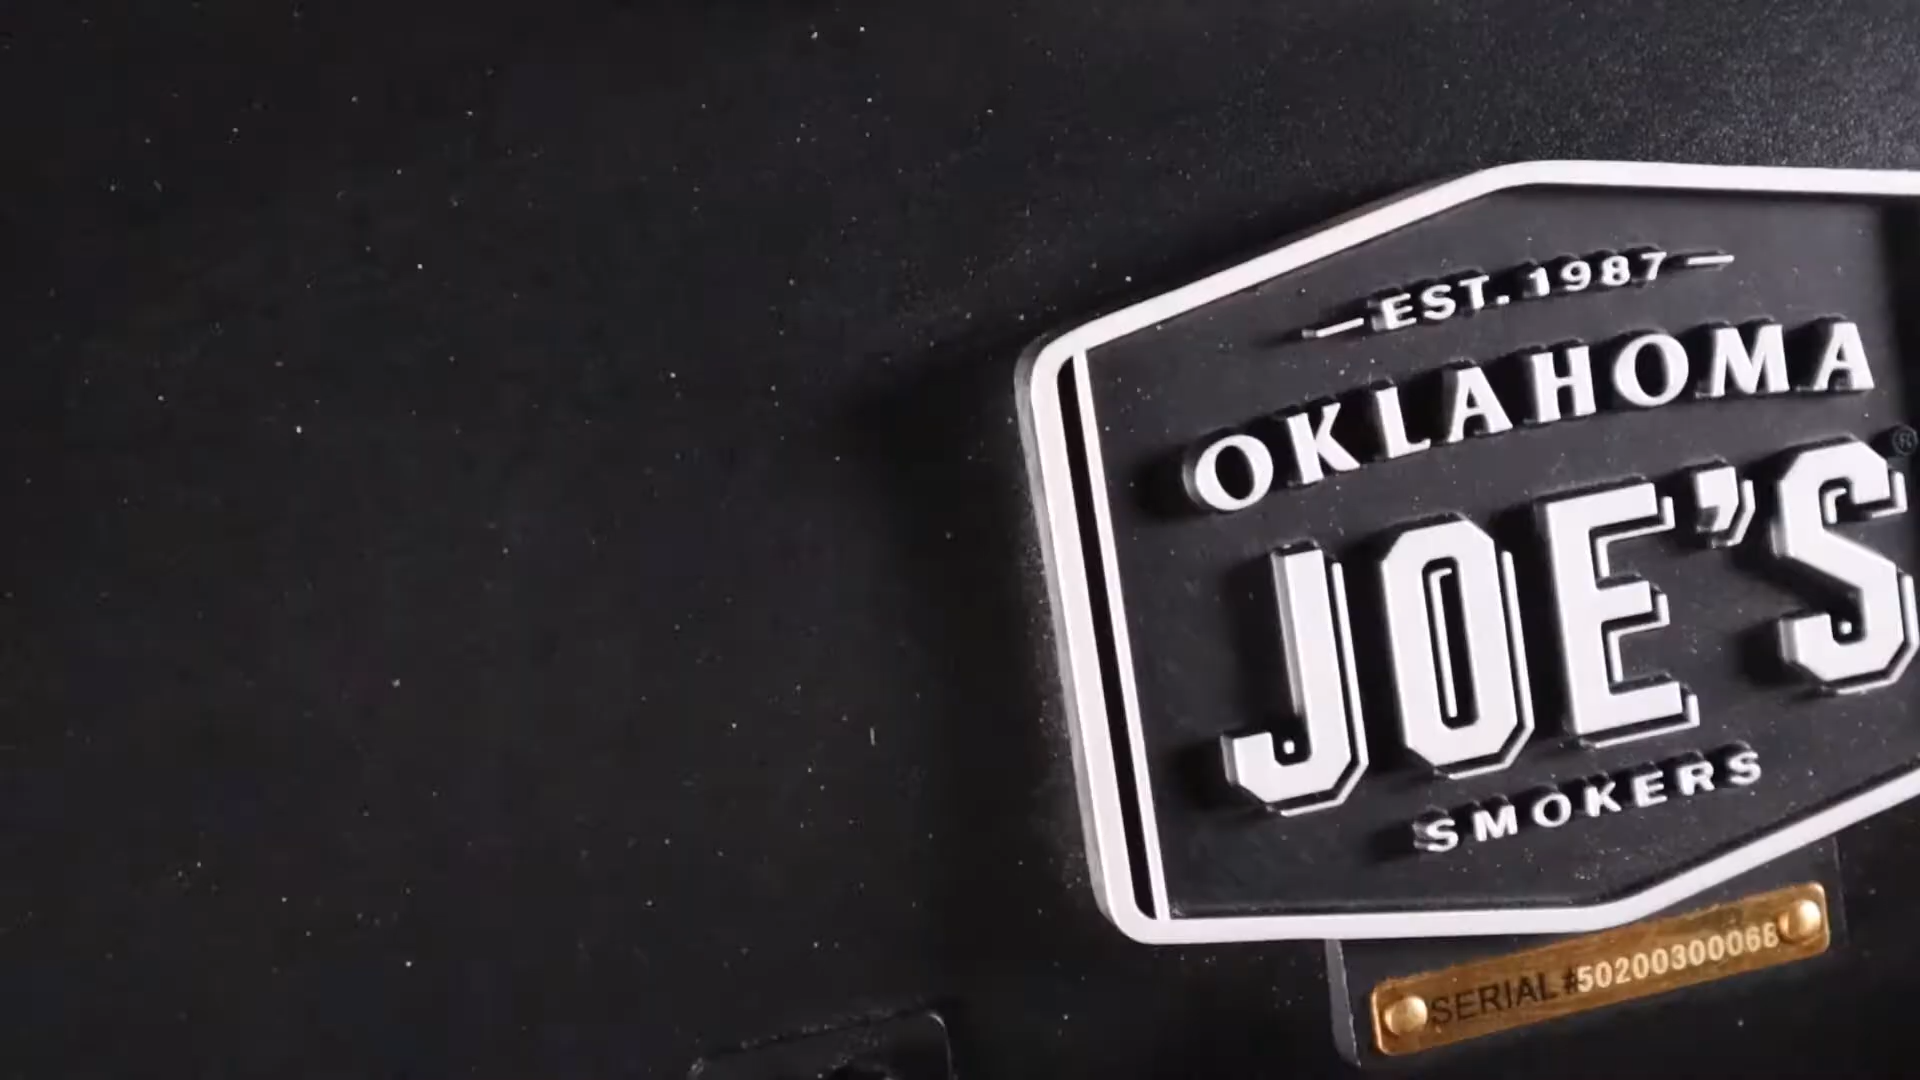 — EST. 1987 —
OKLAHOMA
JOE'S®
SMOKERS
SERIAL #50200300068